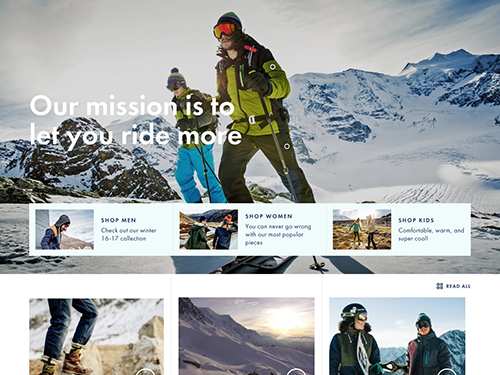 Our mission is to
let you ride more
SHOP MEN
Check out our winter
16-17 collection
SHOP WOMEN
You can never go wrong
with our most popular
pieces
SHOP KIDS
Comfortable, warm, and
super cool!
READ ALL